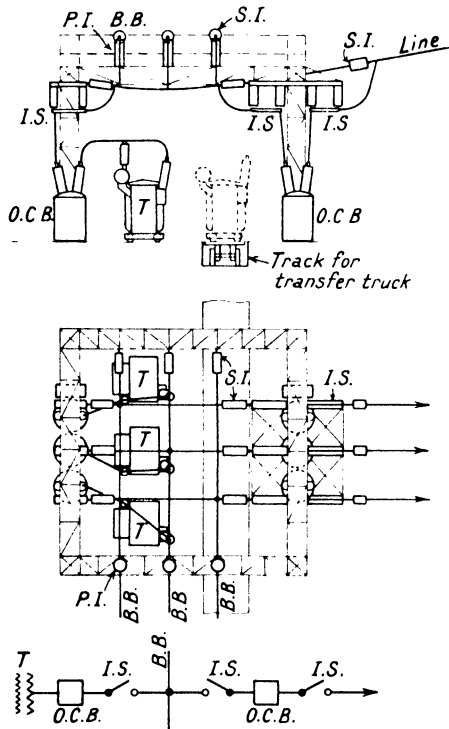 P.I. B.B. S.I.
S.I. Line
I.S. I.S I.S
O.C.B. T O.C.B
Track for
transfer truck
T S.I. I.S.
T
T
P.I. B.B. B.B B.B.
T I.S. B.B. I.S. I.S.
O.C.B. O.C.B.